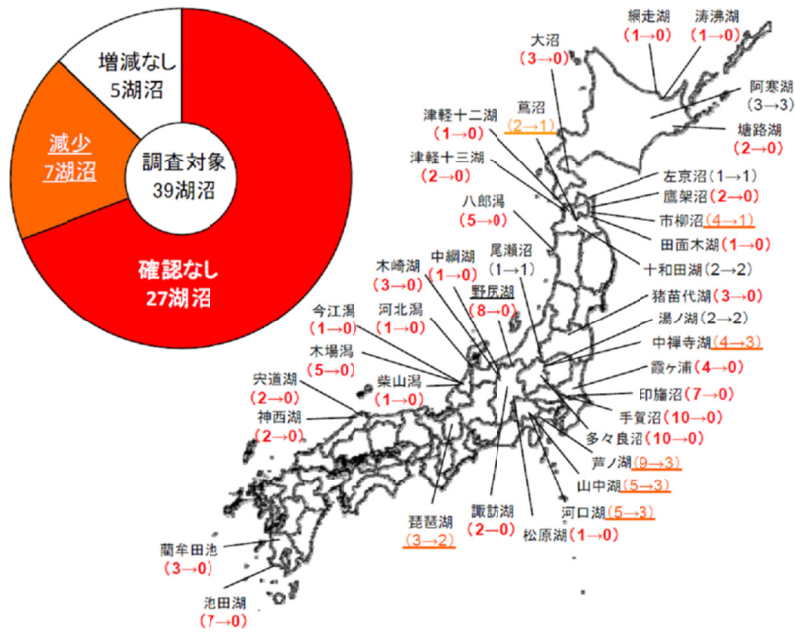 増減なし
5湖沼
減少
7湖沼
調査対象
39湖沼
確認なし
27湖沼
網走湖
(1→0)
涛沸湖
(1→0)
大沼
(3→0)
阿寒湖
(3→3)
塘路湖
(2→0)
蔦沼
(2→1)
津軽十二湖
(1→0)
津軽十三湖
(2→0)
左京沼(1→1)
鷹架沼(2→0)
市柳沼(4→1)
田面木湖(1→0)
十和田湖(2→2)
八郎潟
(5→0)
尾瀬沼
(1→1)
中綱湖
(1→0)
木崎湖
(3→0)
野尻湖
(8→0)
猪苗代湖(3→0)
湯ノ湖(2→2)
中禅寺湖(4→3)
霞ヶ浦(4→0)
印旛沼(7→0)
手賀沼(10→0)
多々良沼(10→0)
芦ノ湖(9→3)
山中湖(5→3)
河口湖(5→3)
今江潟
(1→0)
河北潟
(1→0)
木場潟
(5→0)
柴山潟
(1→0)
宍道湖
(2→0)
神西湖
(2→0)
琵琶湖
(3→2)
諏訪湖
(2→0)
松原湖(1→0)
藺牟田池
(3→0)
池田湖
(7→0)